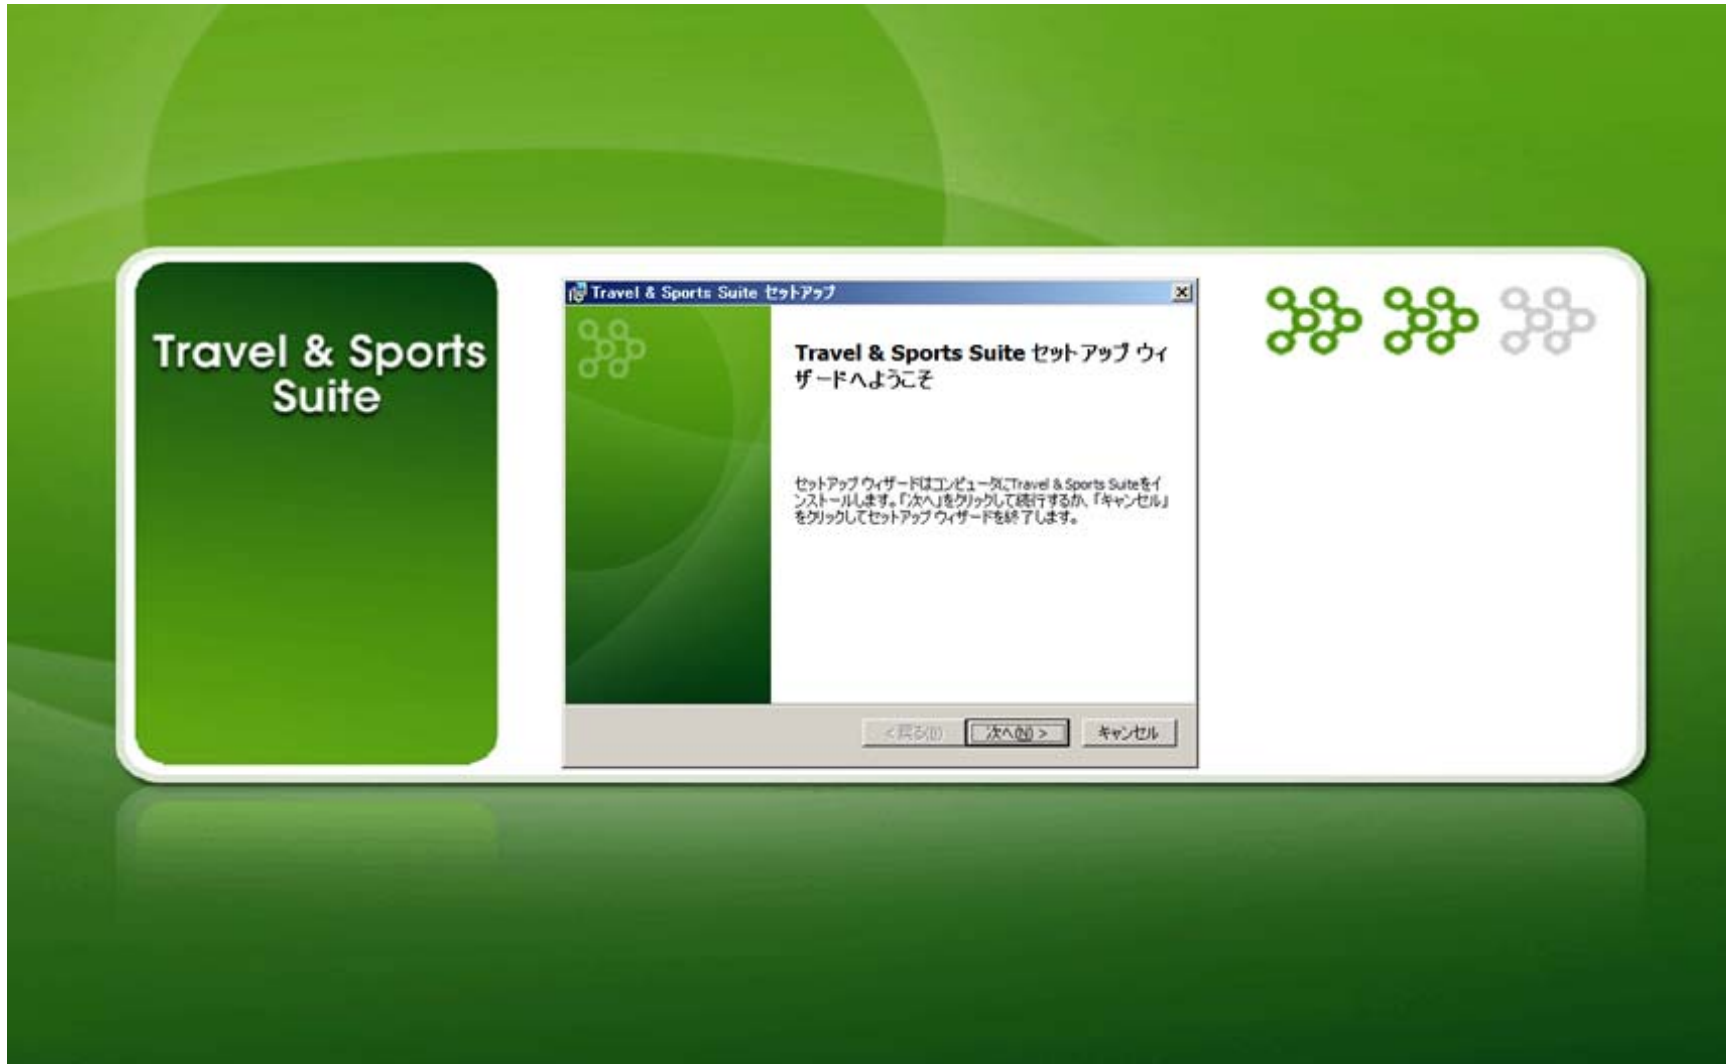 Travel & Sports
Suite
Travel & Sports Suite セットアップ
Travel & Sports Suite セットアップ ウィ
ザードへようこそ
セットアップ ウィザードはコンピュータにTravel & Sports Suiteをイ
ンストールします。「次へ」をクリックして続行するか、「キャンセル」
をクリックしてセットアップ ウィザードを終了します。
< 戻る(B)
次へ(N) >
キャンセル